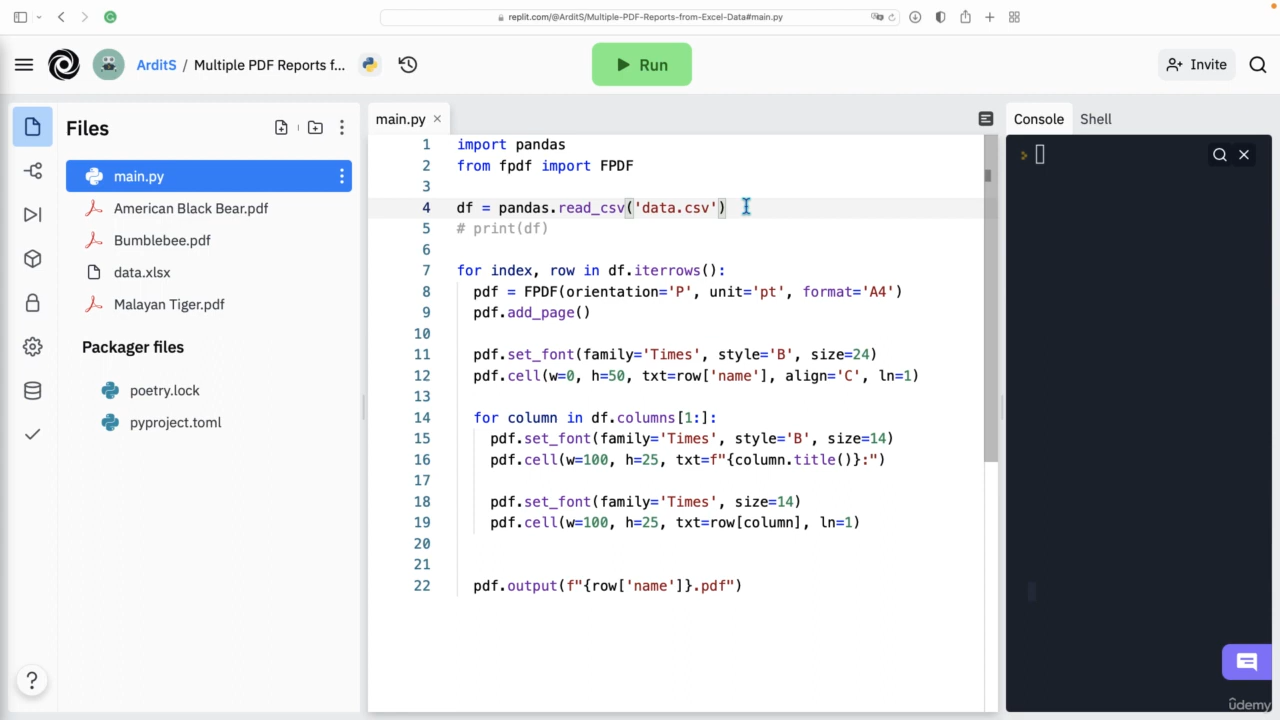 replit.com/@ArditS/Multiple-PDF-Reports-from-Excel-Data#main.py
ArditS / Multiple PDF Reports f...
Run
Invite
Files
main.py
American Black Bear.pdf
Bumblebee.pdf
data.xlsx
Malayan Tiger.pdf
Packager files
poetry.lock
pyproject.toml
?
main.py ×
1 import pandas
2 from fpdf import FPDF
3
4 df = pandas.read_csv('data.csv')
5 # print(df)
6
7 for index, row in df.iterrows():
8 pdf = FPDF(orientation='P', unit='pt', format='A4')
9 pdf.add_page()
10
11 pdf.set_font(family='Times', style='B', size=24)
12 pdf.cell(w=0, h=50, txt=row['name'], align='C', ln=1)
13
14 for column in df.columns[1:]:
15 pdf.set_font(family='Times', style='B', size=14)
16 pdf.cell(w=100, h=25, txt=f"{column.title()}:")
17
18 pdf.set_font(family='Times', size=14)
19 pdf.cell(w=100, h=25, txt=row[column], ln=1)
20
21
22 pdf.output(f"{row['name']}.pdf")
Console Shell
udemy